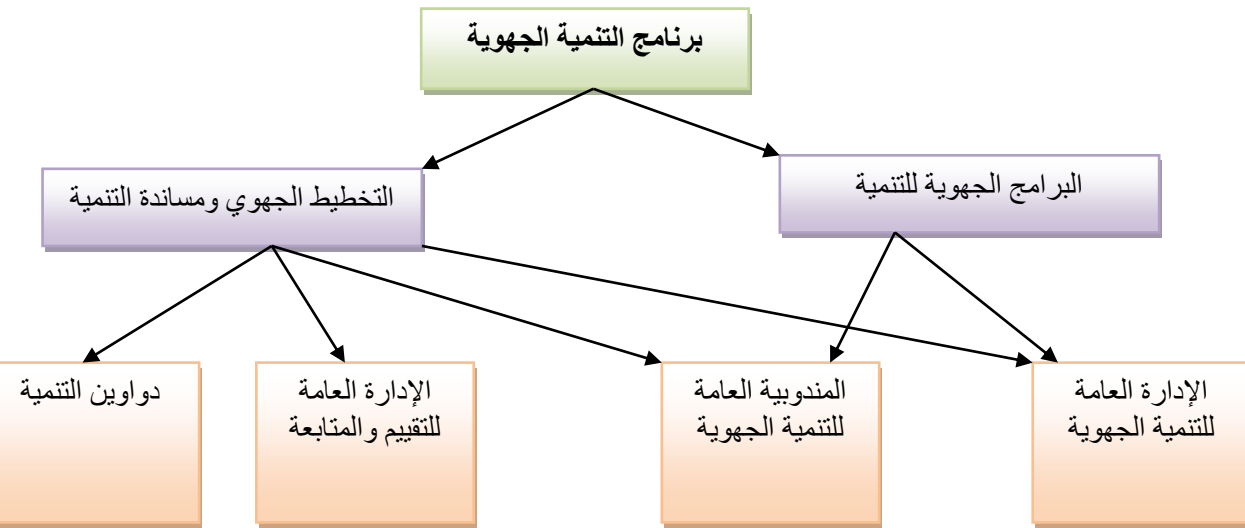 برنامج التنمية الجهوية
البرامج الجهوية للتنمية
التخطيط الجهوي ومساندة التنمية
الإدارة العامة
للتنمية الجهوية
المندوبية العامة
للتنمية الجهوية
الإدارة العامة
للتقييم والمتابعة
دواوين التنمية